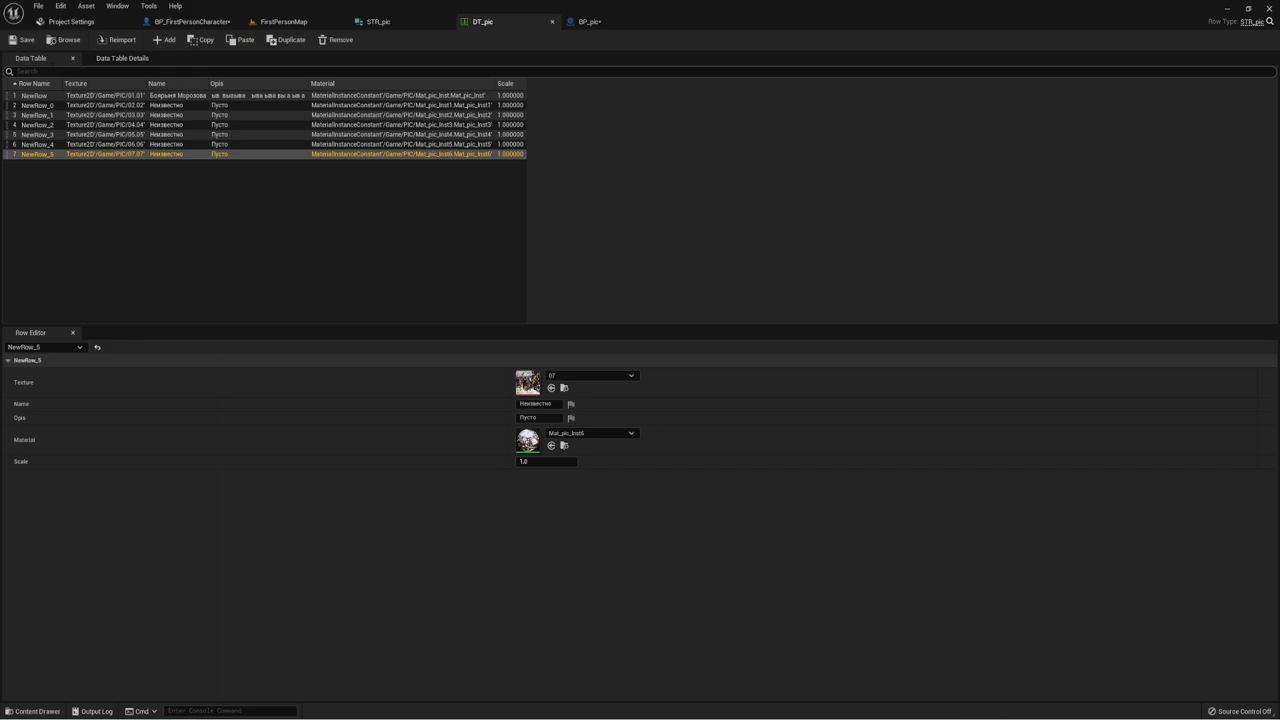 File Edit Asset Window Tools Help
Project Settings BP_FirstPersonCharacter* FirstPersonMap STR_pic DT_pic BP_pic* Row Type: STR_pic
Save Browse Reimport Add Copy Paste Duplicate Remove
Data Table Data Table Details
Search
Row Name Texture Name Opis Material Scale
1 NewRow Texture2D'/Game/PIC/01.01' Боярыня Морозова ыв выаыва ыва ыва вы а ыв а MaterialInstanceConstant'/Game/PIC/Mat_pic_Inst.Mat_pic_Inst' 1.000000
2 NewRow_0 Texture2D'/Game/PIC/02.02' Неизвестно Пусто MaterialInstanceConstant'/Game/PIC/Mat_pic_Inst1.Mat_pic_Inst1' 1.000000
3 NewRow_1 Texture2D'/Game/PIC/03.03' Неизвестно Пусто MaterialInstanceConstant'/Game/PIC/Mat_pic_Inst2.Mat_pic_Inst2' 1.000000
4 NewRow_2 Texture2D'/Game/PIC/04.04' Неизвестно Пусто MaterialInstanceConstant'/Game/PIC/Mat_pic_Inst3.Mat_pic_Inst3' 1.000000
5 NewRow_3 Texture2D'/Game/PIC/05.05' Неизвестно Пусто MaterialInstanceConstant'/Game/PIC/Mat_pic_Inst4.Mat_pic_Inst4' 1.000000
6 NewRow_4 Texture2D'/Game/PIC/06.06' Неизвестно Пусто MaterialInstanceConstant'/Game/PIC/Mat_pic_Inst5.Mat_pic_Inst5' 1.000000
7 NewRow_5 Texture2D'/Game/PIC/07.07' Неизвестно Пусто MaterialInstanceConstant'/Game/PIC/Mat_pic_Inst6.Mat_pic_Inst6' 1.000000
Row Editor
NewRow_5
NewRow_5
Texture 07
Name Неизвестно
Opis Пусто
Material Mat_pic_Inst6
Scale 1.0
Content Drawer Output Log Cmd Enter Console Command Source Control Off